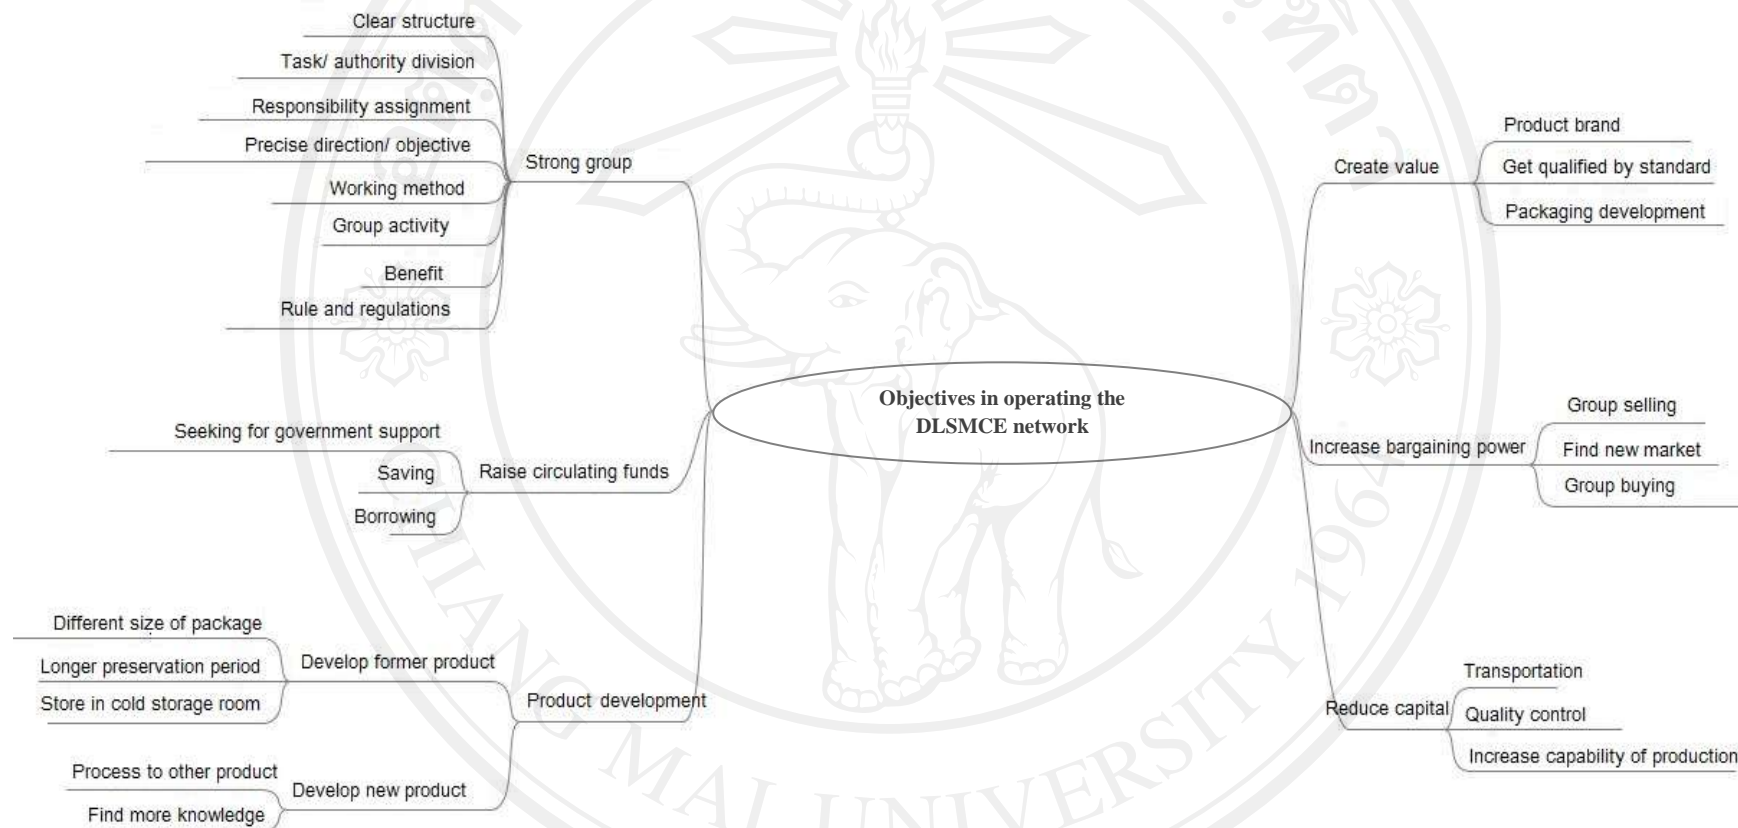 Clear structure
Task/ authority division
Responsibility assignment
Precise direction/ objective
Working method
Group activity
Benefit
Rule and regulations
Strong group
Seeking for government support
Saving
Borrowing
Raise circulating funds
Different size of package
Longer preservation period
Store in cold storage room
Develop former product
Process to other product
Find more knowledge
Develop new product
Product development
Objectives in operating the
DLSMCE network
Create value
Product brand
Get qualified by standard
Packaging development
Increase bargaining power
Group selling
Find new market
Group buying
Reduce capital
Transportation
Quality control
Increase capability of production
CHIANG MAI UNIVERSITY 1964